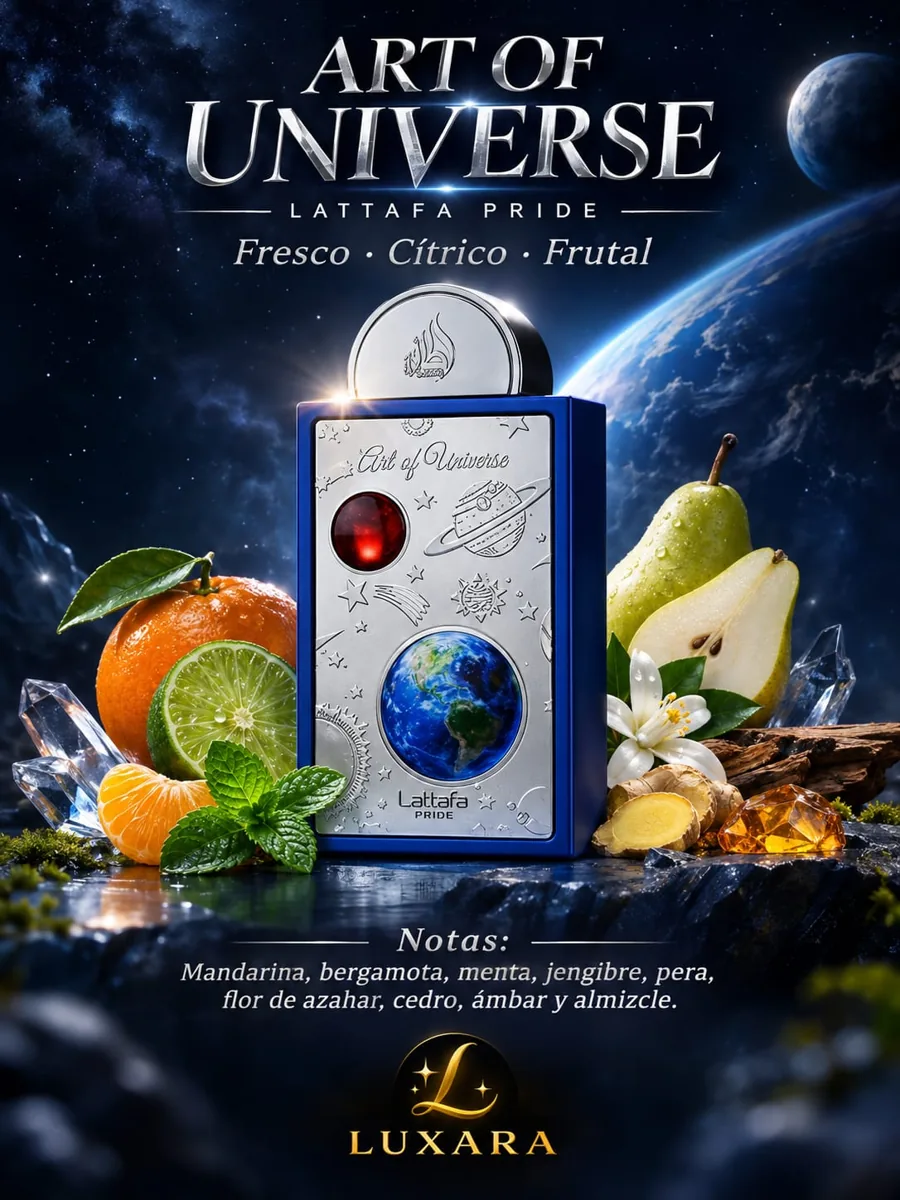 ART OF
UNIVERSE
LATTAFA PRIDE
Fresco · Cítrico · Frutal
Art of Universe
Lattafa
PRIDE
Notas:
Mandarina, bergamota, menta, jengibre, pera,
flor de azahar, cedro, ámbar y almizcle.
L
LUXARA